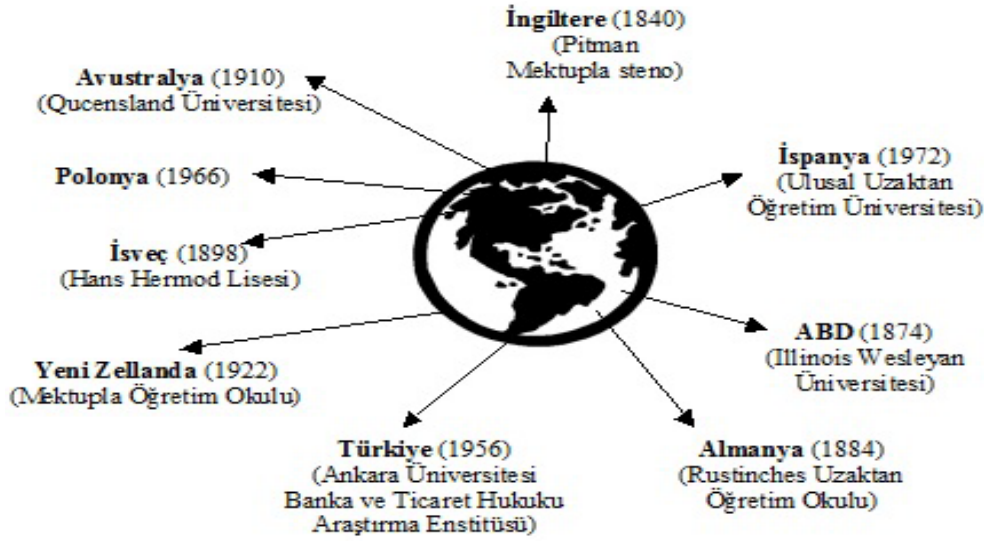 İngiltere (1840)
(Pitman
Mektupla steno)
Avustralya (1910)
(Qucensland Üniversitesi)
Polonya (1966)
İspanya (1972)
(Ulusal Uzaktan
Öğretim Üniversitesi)
İsveç (1898)
(Hans Hermod Lisesi)
ABD (1874)
(Illinois Wesleyan
Üniversitesi)
Yeni Zellanda (1922)
(Mektupla Öğretim Okulu)
Türkiye (1956)
(Ankara Üniversitesi
Banka ve Ticaret Hukuku
Araştırma Enstitüsü)
Almanya (1884)
(Rustinches Uzaktan
Öğretim Okulu)